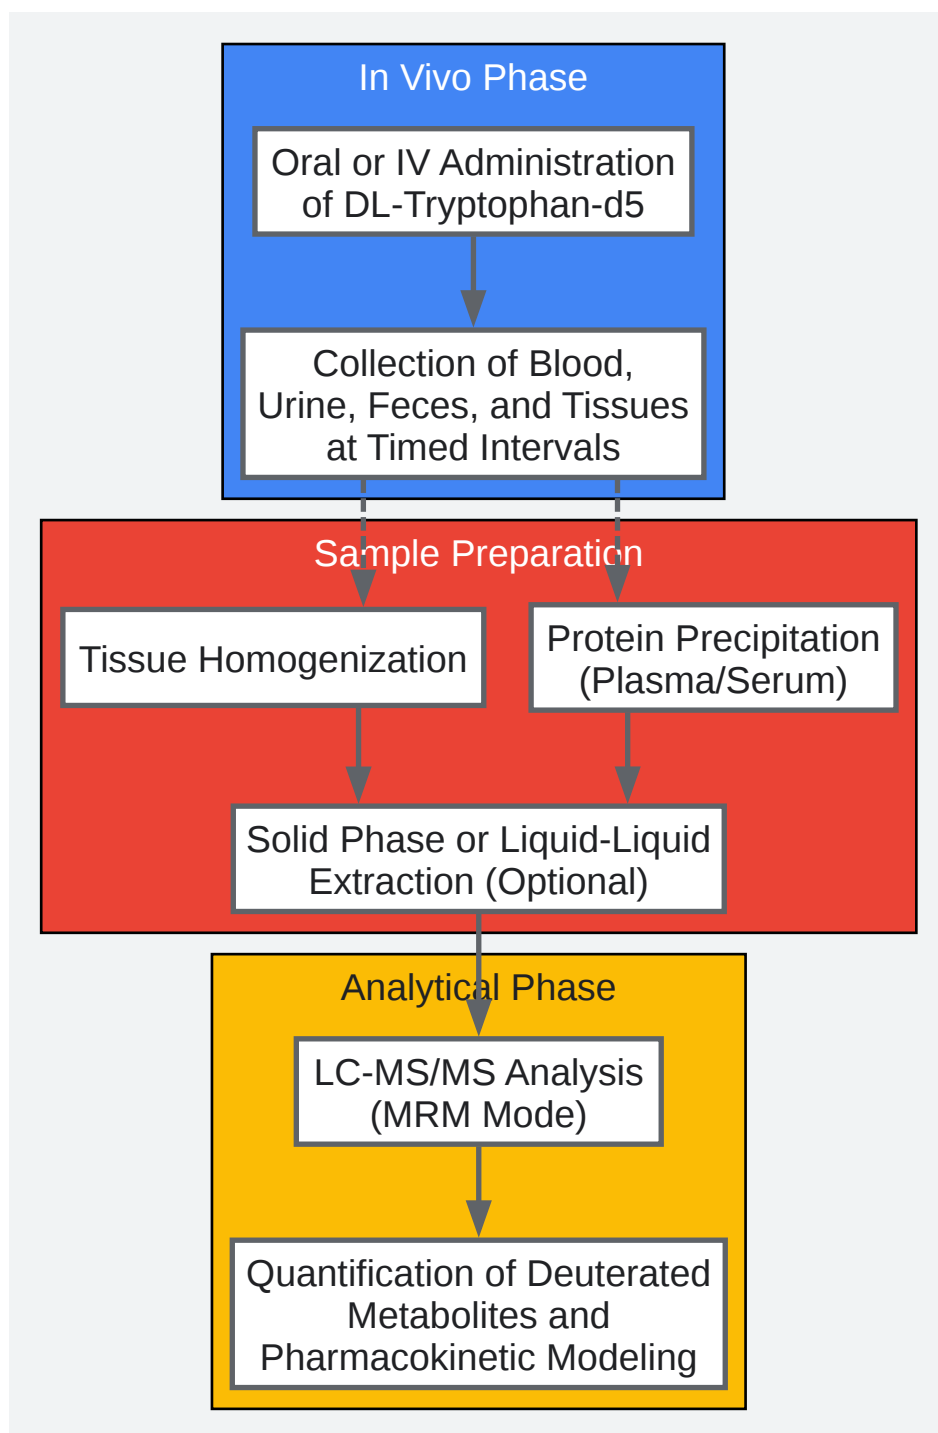 In Vivo Phase
Oral or IV Administration
of DL-Tryptophan-d5
Collection of Blood,
Urine, Feces, and Tissues
at Timed Intervals
Sample Preparation
Tissue Homogenization
Protein Precipitation
(Plasma/Serum)
Solid Phase or Liquid-Liquid
Extraction (Optional)
Analytical Phase
LC-MS/MS Analysis
(MRM Mode)
Quantification of Deuterated
Metabolites and
Pharmacokinetic Modeling